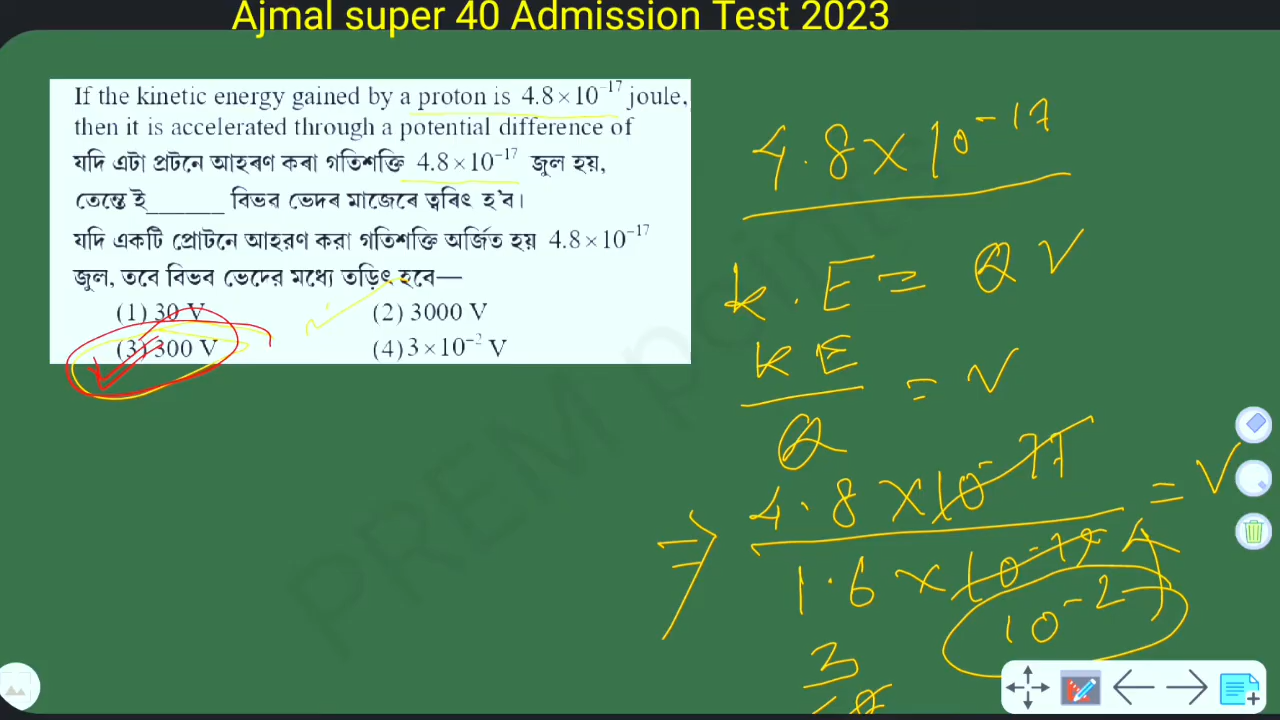 Ajmal super 40 Admission Test 2023
If the kinetic energy gained by a proton is 4.8×10⁻¹⁷ joule,
then it is accelerated through a potential difference of
যদি এটা প্ৰটনে আহৰণ কৰা গতিশক্তি 4.8×10⁻¹⁷ জুল হয়,
তেন্তে ই______ বিভৱ ভেদৰ মাজেৰে ত্বৰিৎ হ'ব।
যদি একটি প্রোটনে আহরণ করা গতিশক্তি অর্জিত হয় 4.8×10⁻¹⁷
জুল, তবে বিভব ভেদের মধ্যে তড়িৎ হবে—
(1) 30 V (2) 3000 V
(3) 300 V (4) 3×10⁻² V
4.8×10⁻¹⁷
K.E = QV
KE
/Q = V
⇒ 4.8×10⁻¹⁷ = V
1.6×10⁻¹⁹
10⁻²
3
PREM point